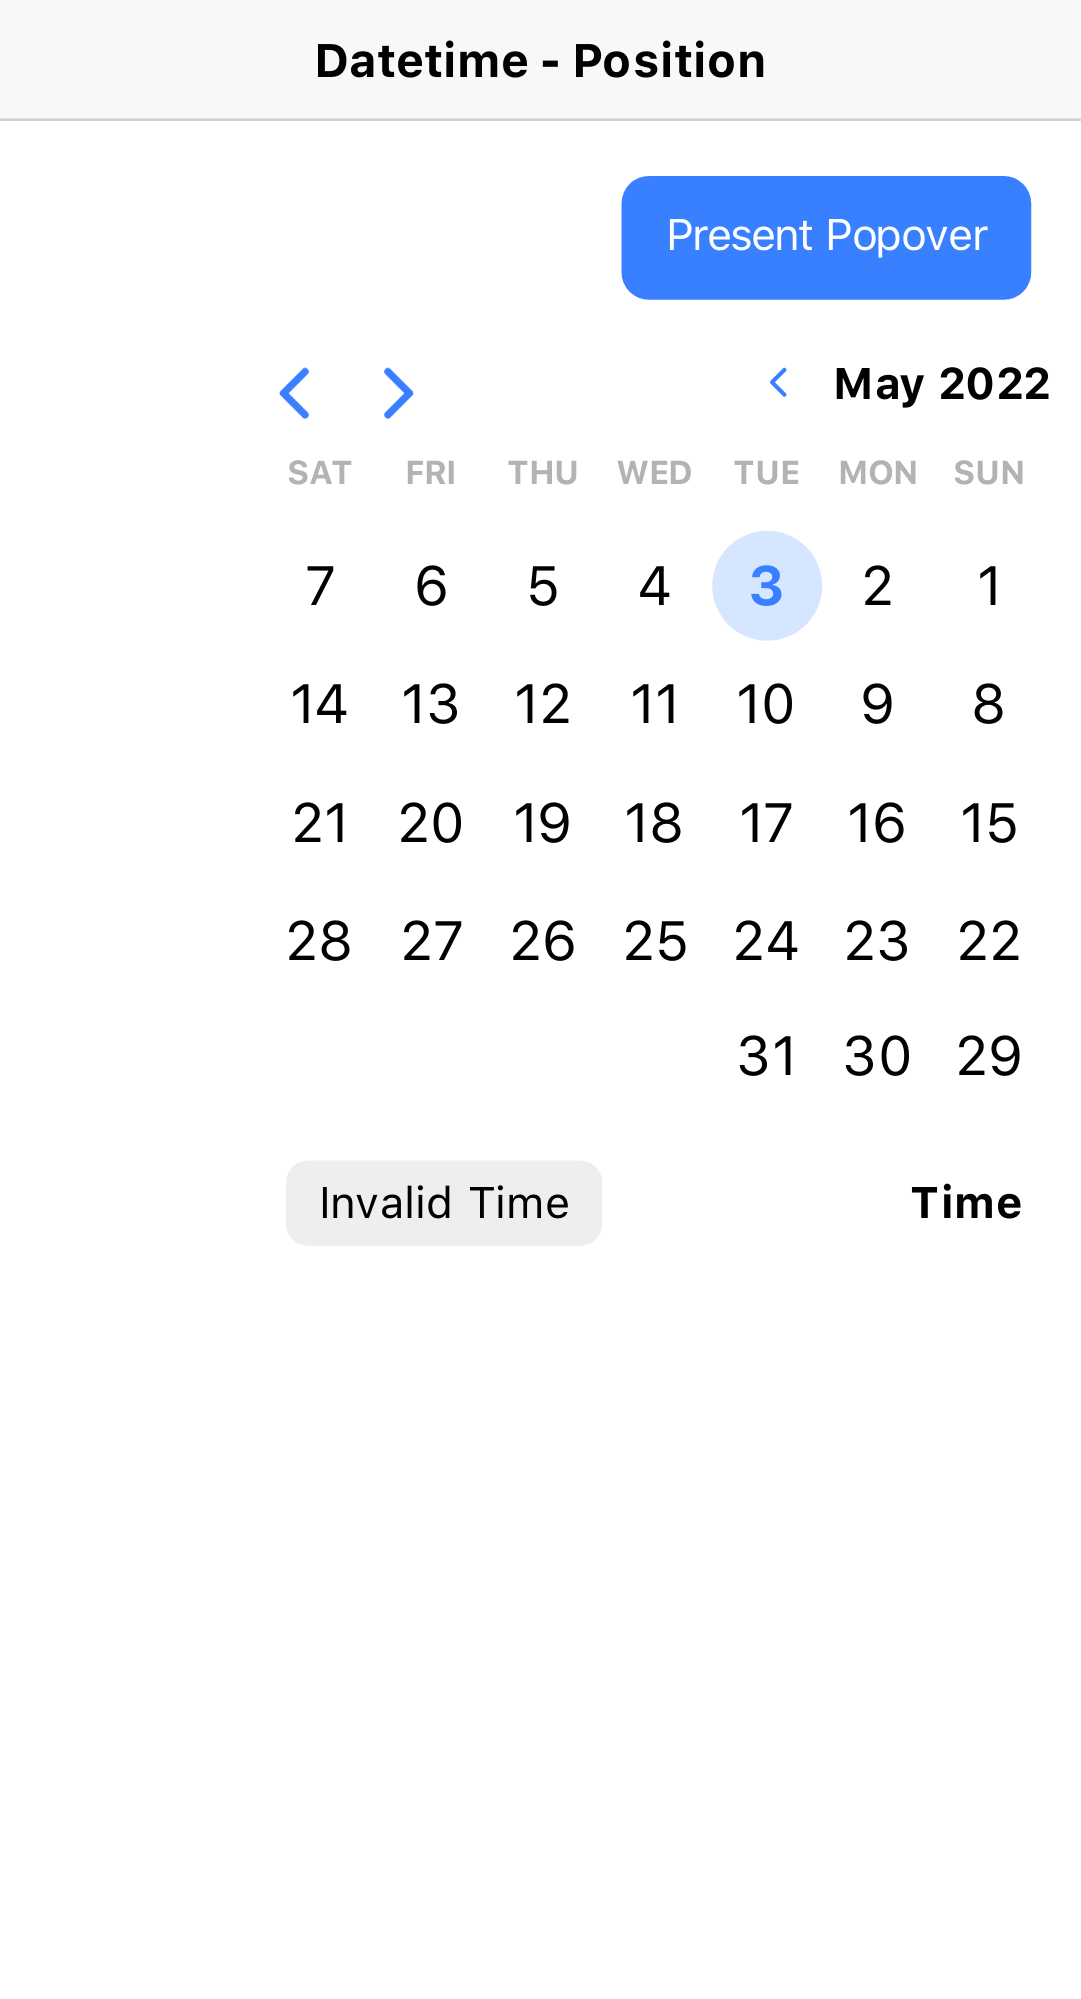 Datetime - Position
Present Popover
May 2022
SAT FRI THU WED TUE MON SUN
7 6 5 4 3 2 1
14 13 12 11 10 9 8
21 20 19 18 17 16 15
28 27 26 25 24 23 22
31 30 29
Invalid Time Time